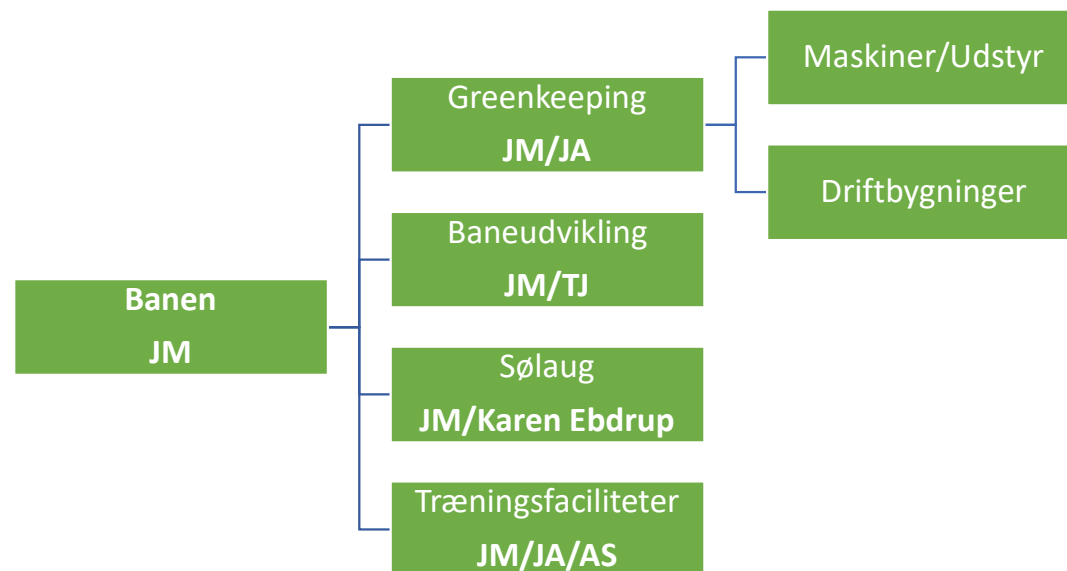 Banen
JM
Greenkeeping
JM/JA
Baneudvikling
JM/TJ
Sølaug
JM/Karen Ebdrup
Træningsfaciliteter
JM/JA/AS
Maskiner/Udstyr
Driftbygninger